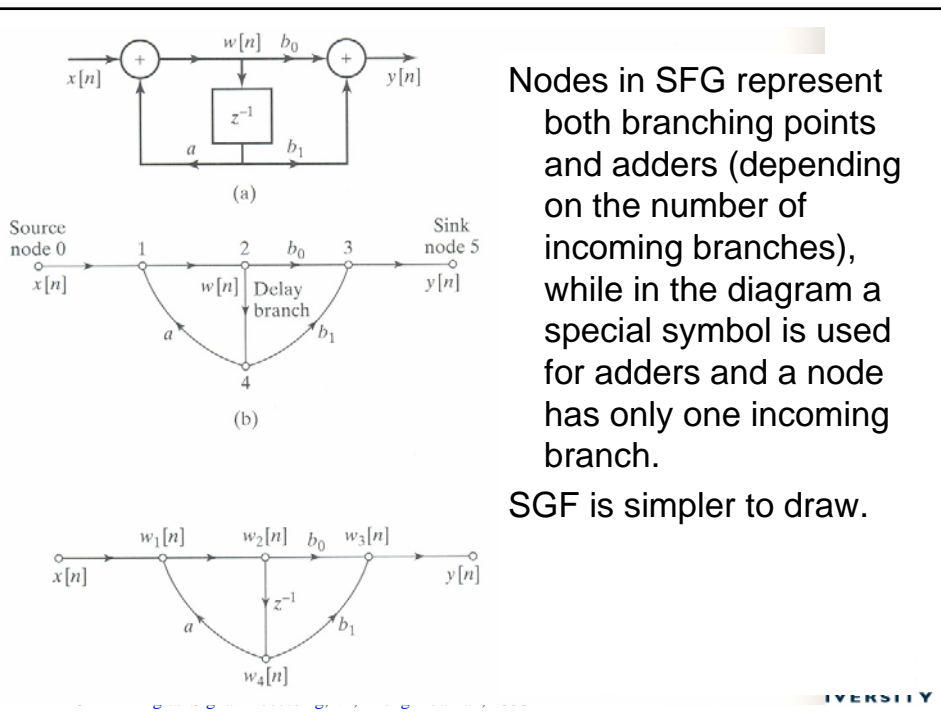 w[n] b₀
x[n] + + y[n]
z⁻¹
a b₁
(a)
Source
node 0 1 2 b₀ 3 Sink
node 5
x[n] w[n] Delay
branch y[n]
a b₁
4
(b)
w₁[n] w₂[n] b₀ w₃[n]
x[n] y[n]
z⁻¹
a b₁
w₄[n]
Nodes in SFG represent
both branching points
and adders (depending
on the number of
incoming branches),
while in the diagram a
special symbol is used
for adders and a node
has only one incoming
branch.
SGF is simpler to draw.